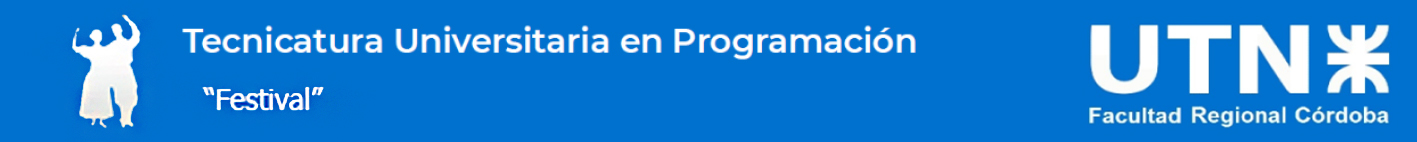 Tecnicatura Universitaria en Programación
“Festival”
UTN
Facultad Regional Córdoba